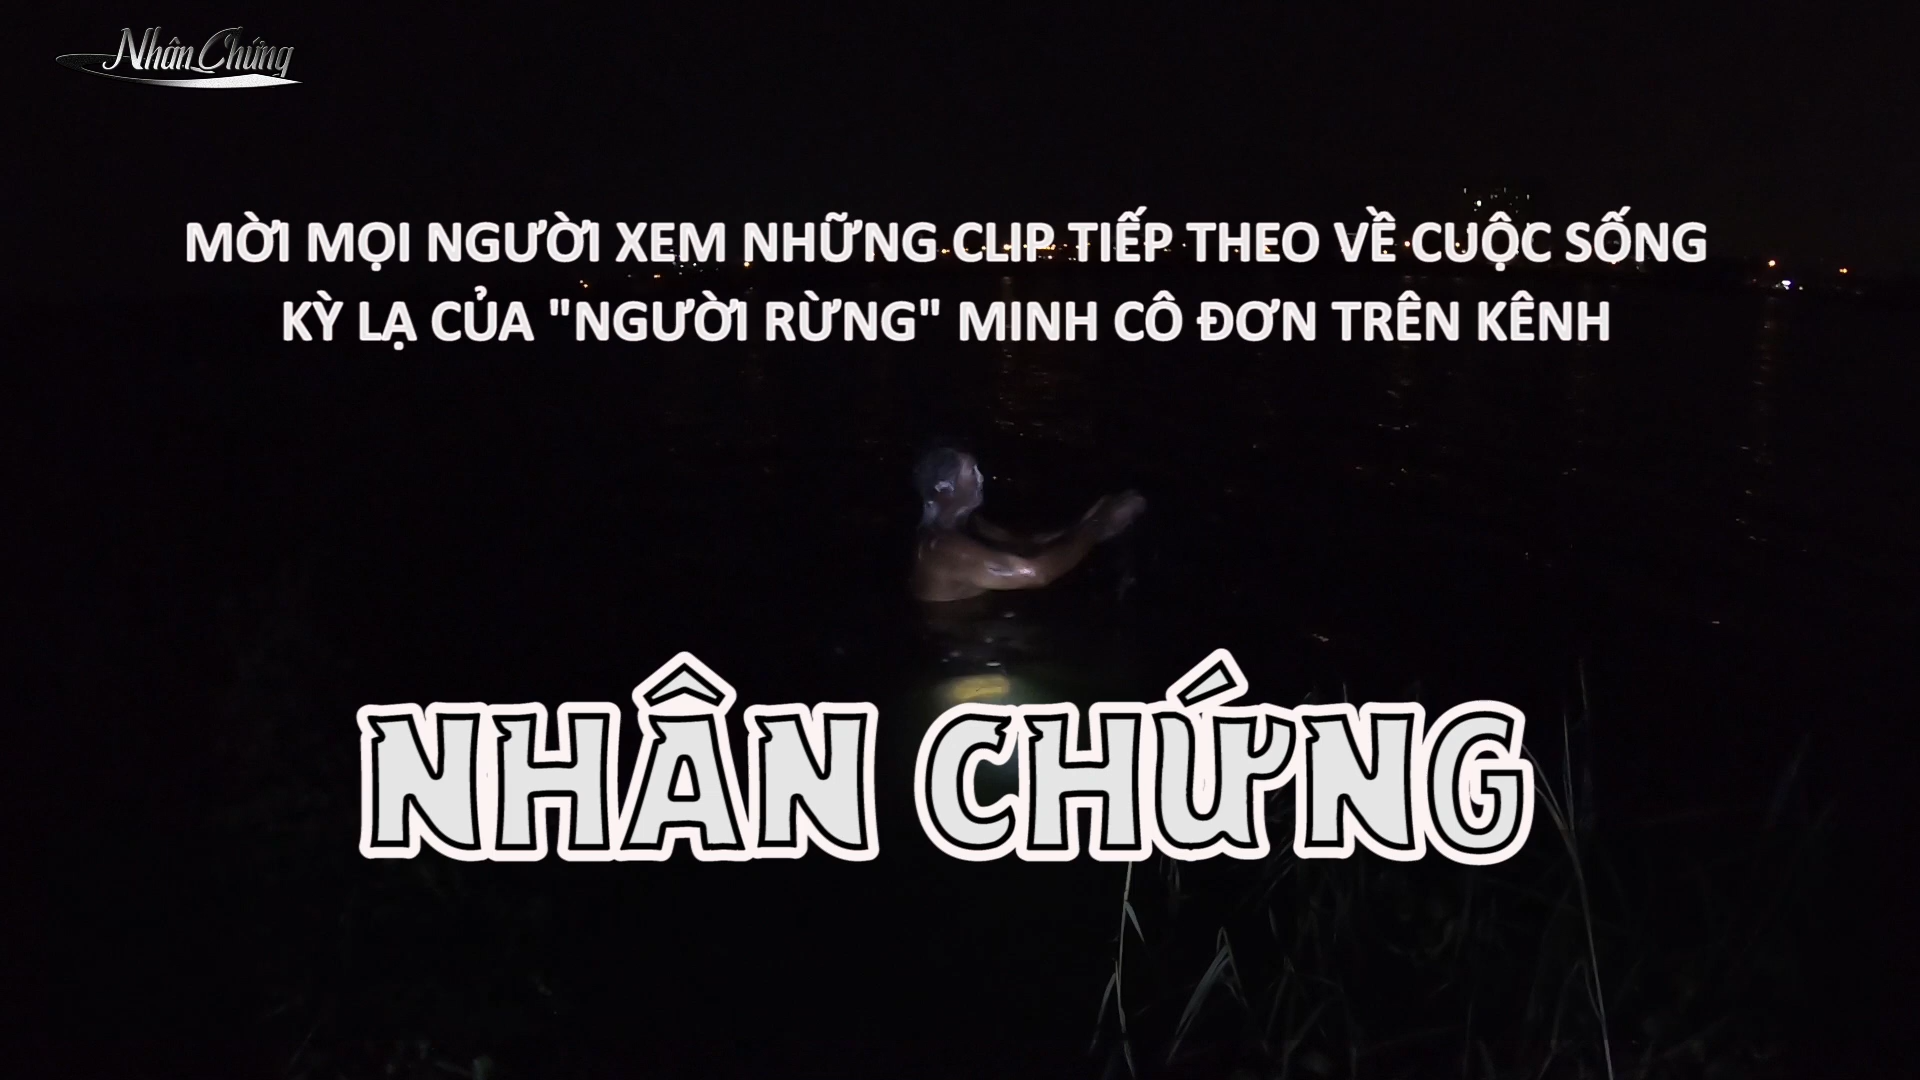 Nhân Chứng
MỜI MỌI NGƯỜI XEM NHỮNG CLIP TIẾP THEO VỀ CUỘC SỐNG
KỲ LẠ CỦA "NGƯỜI RỪNG" MINH CÔ ĐƠN TRÊN KÊNH
NHÂN CHỨNG